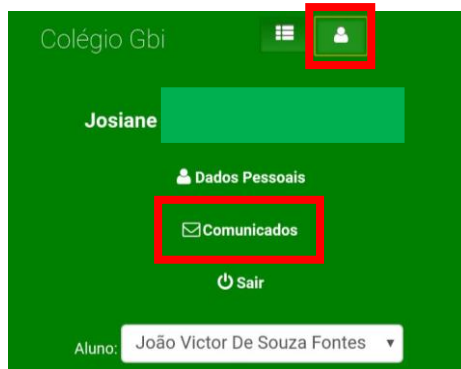 Colégio Gbi
Josiane
Dados Pessoais
Comunicados
Sair
Aluno: João Victor De Souza Fontes